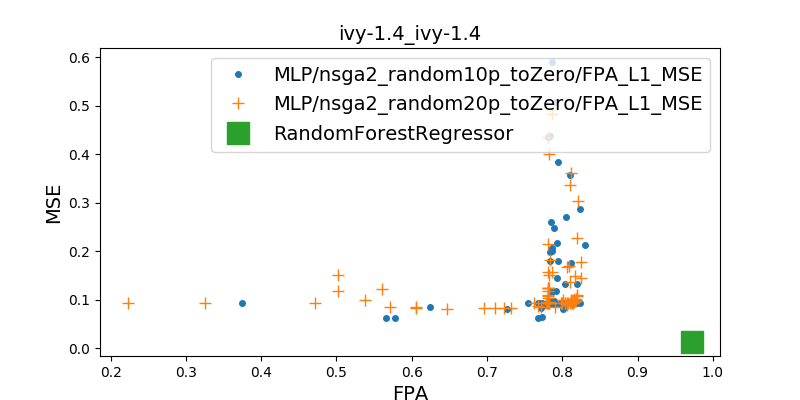 ivy-1.4_ivy-1.4
0.6
0.5
0.4
0.3
0.2
0.1
0.0
MSE
MLP/nsga2_random10p_toZero/FPA_L1_MSE
MLP/nsga2_random20p_toZero/FPA_L1_MSE
RandomForestRegressor
0.2 0.3 0.4 0.5 0.6 0.7 0.8 0.9 1.0
FPA